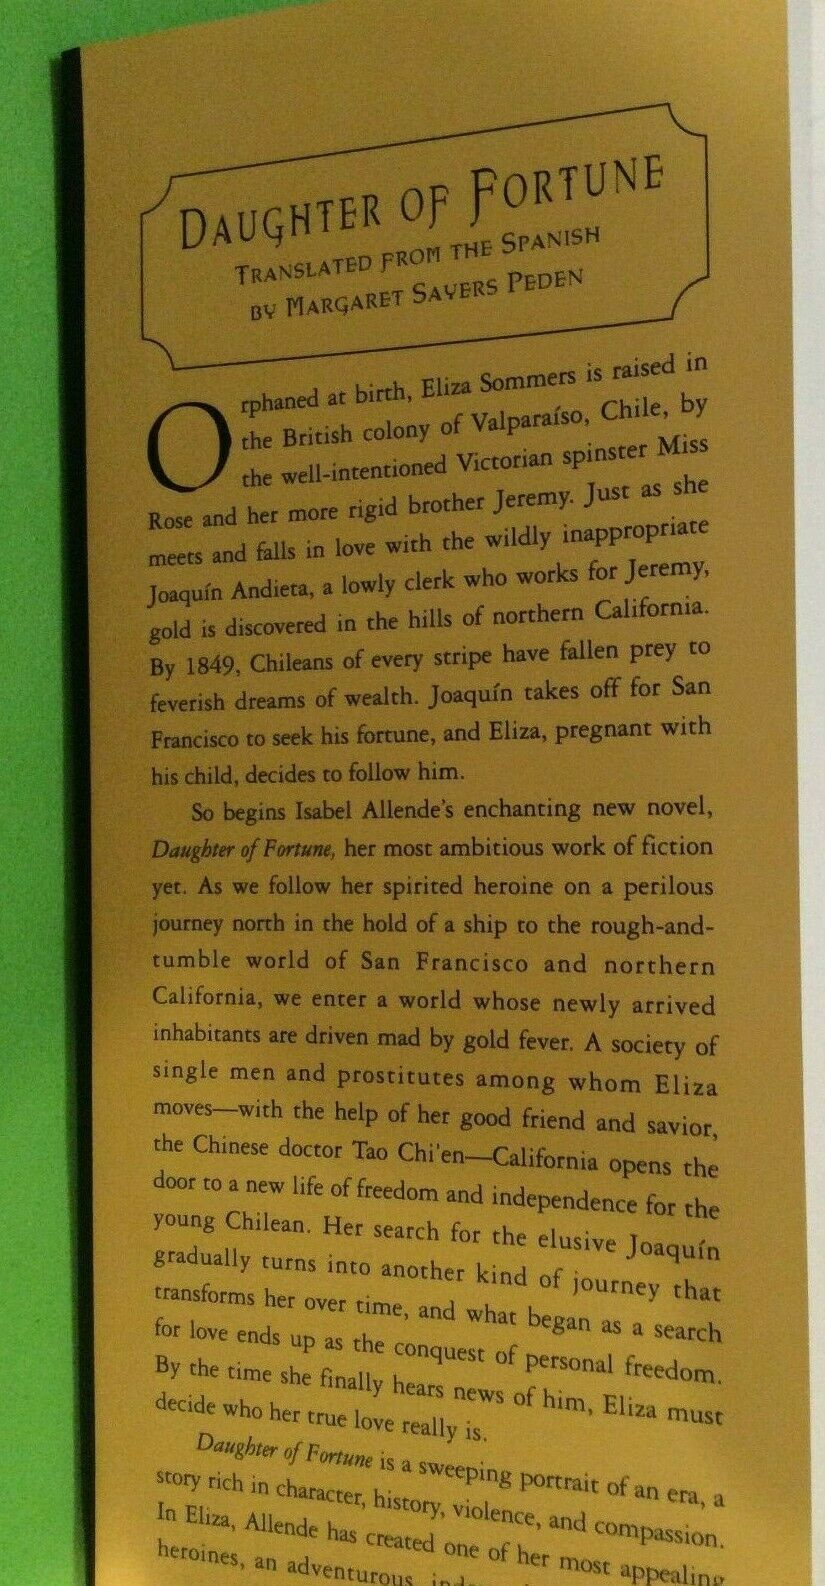 DAUGHTER OF FORTUNE
TRANSLATED FROM THE SPANISH
BY MARGARET SAYERS PEDEN
Orphaned at birth, Eliza Sommers is raised in
the British colony of Valparaíso, Chile, by
the well-intentioned Victorian spinster Miss
Rose and her more rigid brother Jeremy. Just as she
meets and falls in love with the wildly inappropriate
Joaquín Andieta, a lowly clerk who works for Jeremy,
gold is discovered in the hills of northern California.
By 1849, Chileans of every stripe have fallen prey to
feverish dreams of wealth. Joaquín takes off for San
Francisco to seek his fortune, and Eliza, pregnant with
his child, decides to follow him.
So begins Isabel Allende's enchanting new novel,
Daughter of Fortune, her most ambitious work of fiction
yet. As we follow her spirited heroine on a perilous
journey north in the hold of a ship to the rough-and-
tumble world of San Francisco and northern
California, we enter a world whose newly arrived
inhabitants are driven mad by gold fever. A society of
single men and prostitutes among whom Eliza
moves—with the help of her good friend and savior,
the Chinese doctor Tao Chi'en—California opens the
door to a new life of freedom and independence for the
young Chilean. Her search for the elusive Joaquín
gradually turns into another kind of journey that
transforms her over time, and what began as a search
for love ends up as the conquest of personal freedom.
By the time she finally hears news of him, Eliza must
decide who her true love really is.
Daughter of Fortune is a sweeping portrait of an era, a
story rich in character, history, violence, and compassion.
In Eliza, Allende has created one of her most appealing
heroines, an adventurous,